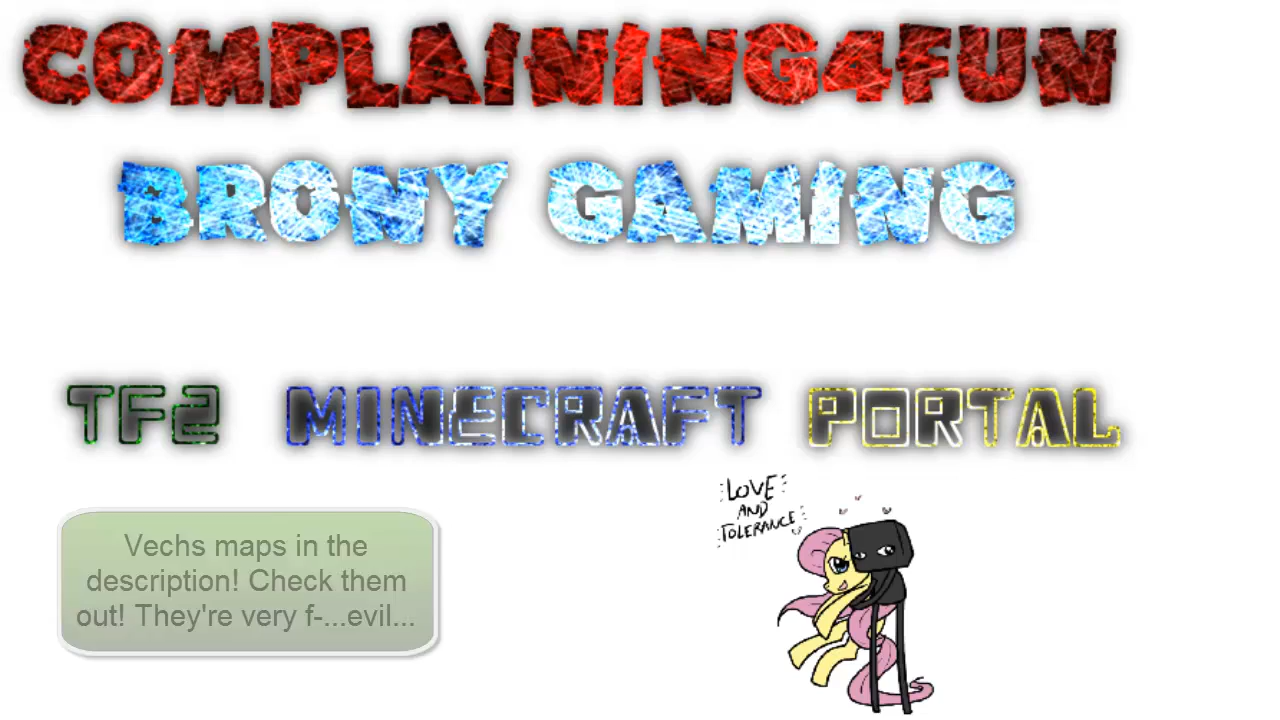 COMPLAINING4FUN
BRONY GAMING
TF2 MINECRAFT PORTAL
LOVE
AND
TOLERANCE
Vechs maps in the
description! Check them
out! They're very f-...evil...